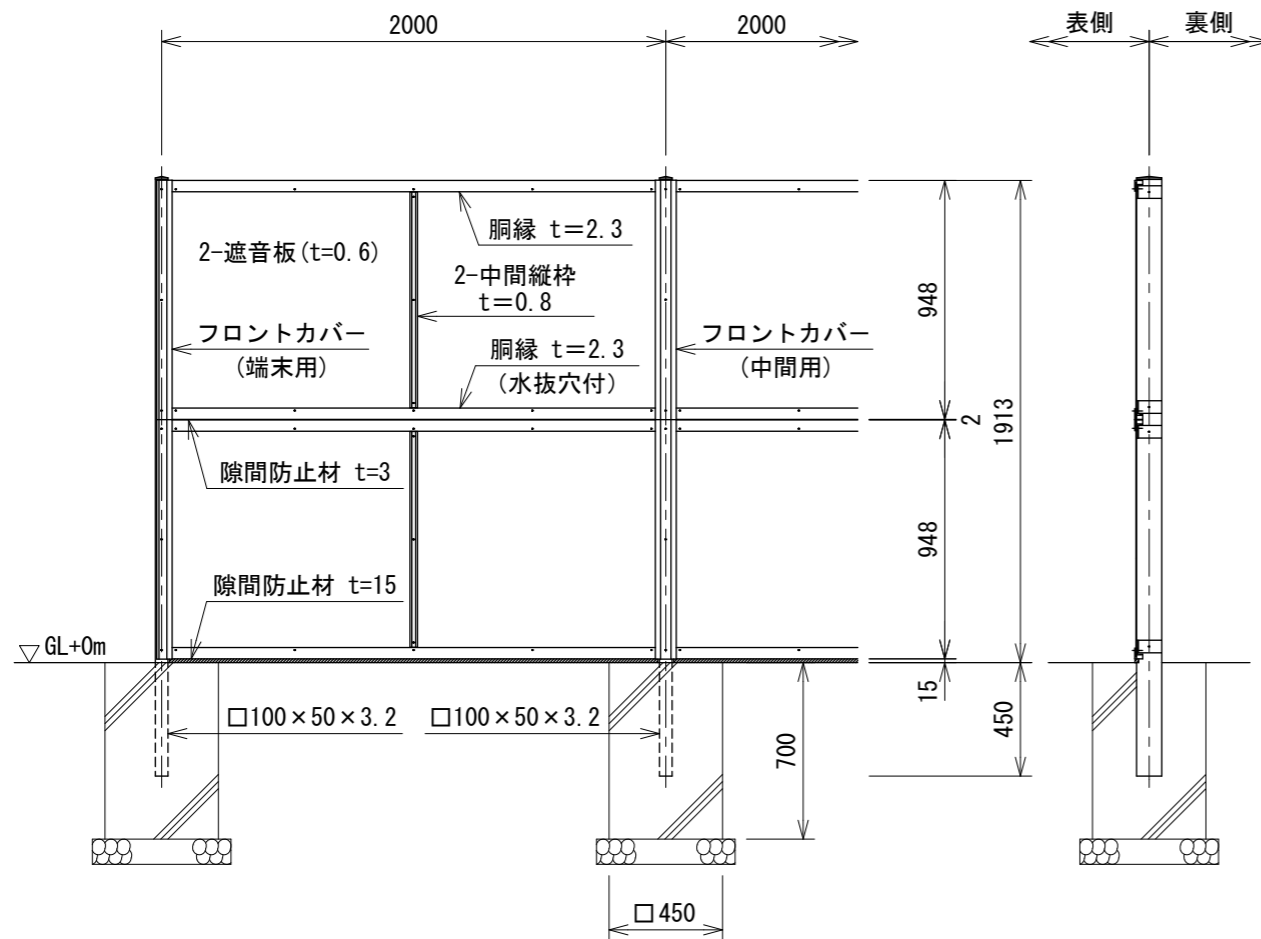 2000
2000
表側
裏側
胴縁 t=2.3
2-遮音板(t=0.6)
2-中間縦枠
t=0.8
フロントカバー
(端末用)
胴縁 t=2.3
(水抜穴付)
フロントカバー
(中間用)
948
2
1913
隙間防止材 t=3
948
隙間防止材 t=15
GL+0m
15
450
□100×50×3.2
□100×50×3.2
700
□450